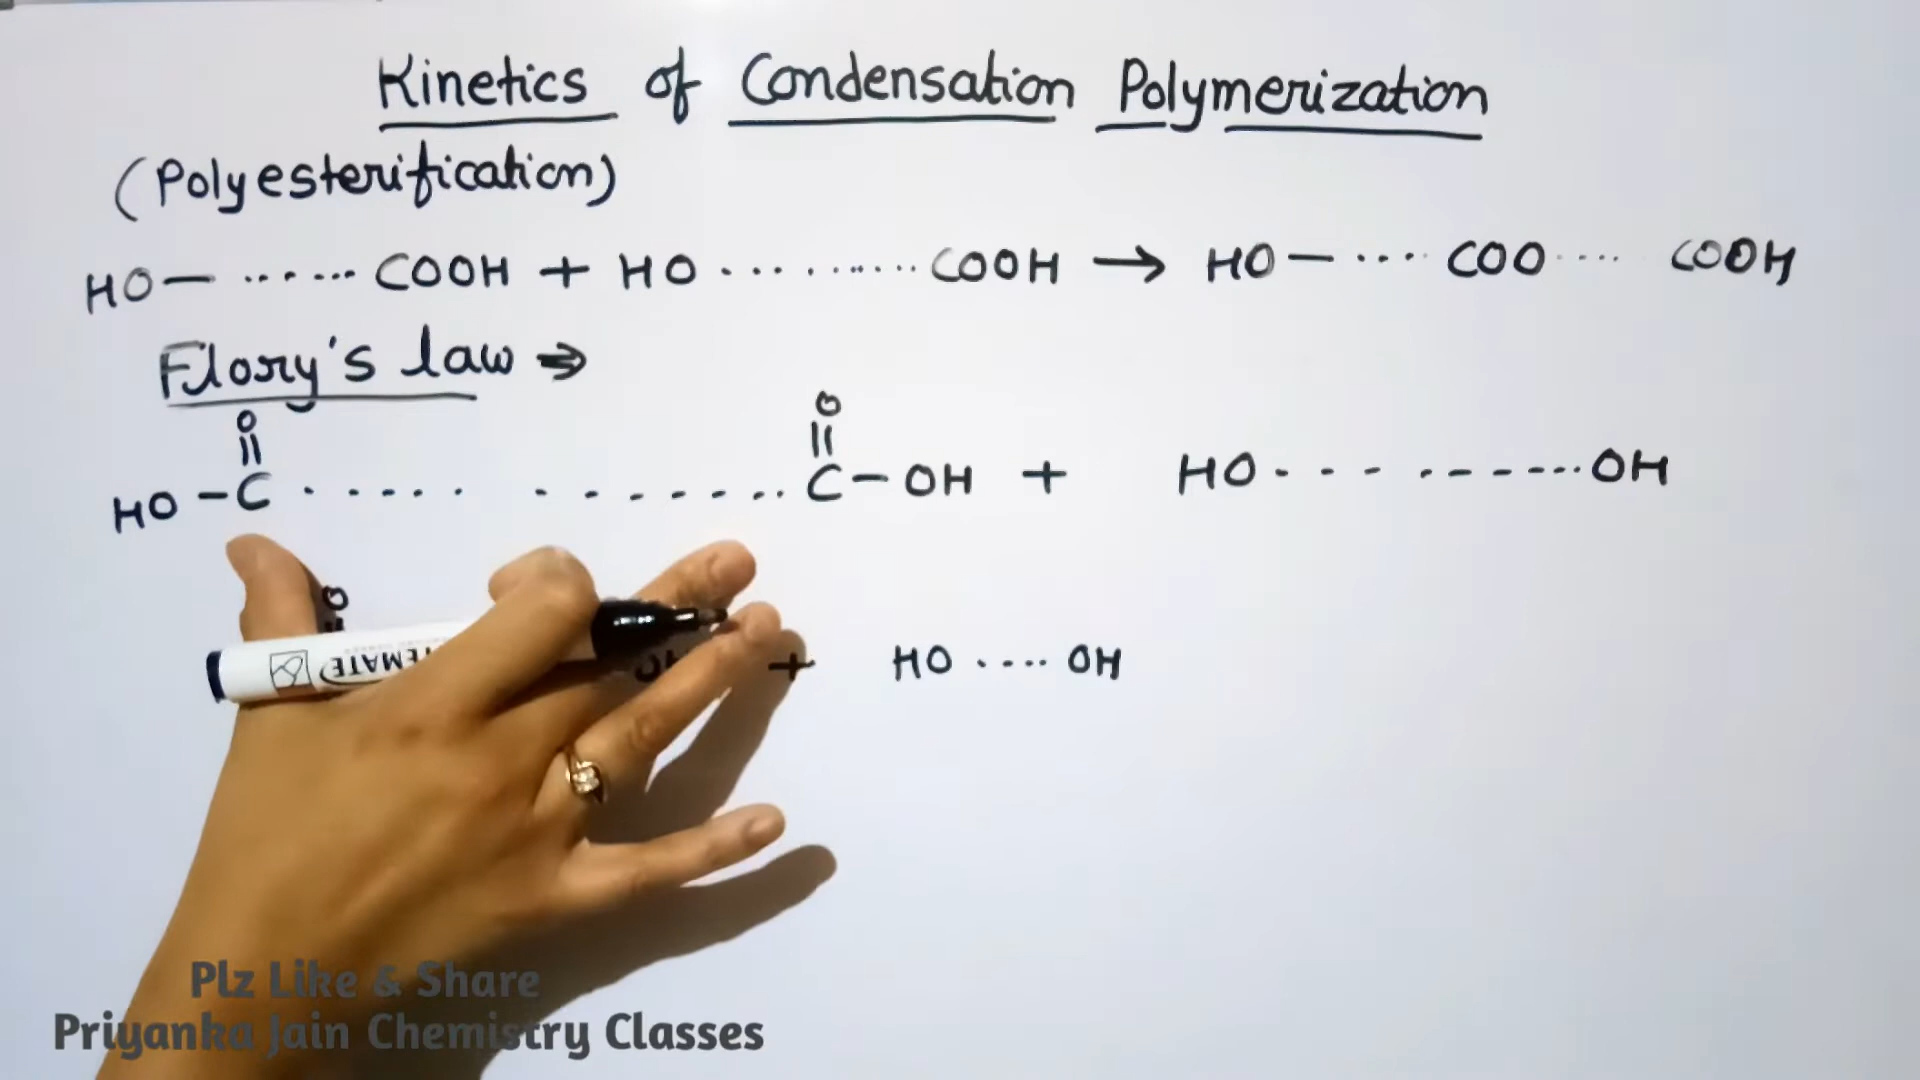 Kinetics of Condensation Polymerization
(Polyesterification)
HO— ······· COOH + HO ·········· COOH → HO— ···· COO ···· COOH
Flory's law ⇒
O O
|| ||
HO –C ····· - - - - - - ·· C – OH + HO - - - - - - - ··· OH
O
+ HO ····· OH
Plz Like & Share
Priyanka Jain Chemistry Classes